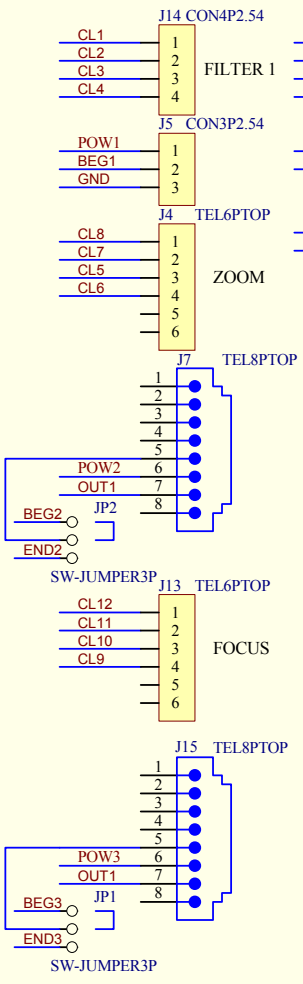 J14 CON4P2.54
CL1 1
CL2 2
CL3 3
CL4 4
FILTER 1
J5 CON3P2.54
POW1 1
BEG1 2
GND 3
J4 TEL6PTOP
CL8 1
CL7 2
CL5 3
CL6 4
5
6
ZOOM
J7 TEL8PTOP
1
2
3
4
5
POW2 6
OUT1 7
8
BEG2 JP2
END2
SW-JUMPER3P
J13 TEL6PTOP
CL12 1
CL11 2
CL10 3
CL9 4
5
6
FOCUS
J15 TEL8PTOP
1
2
3
4
5
POW3 6
OUT1 7
8
BEG3 JP1
END3
SW-JUMPER3P